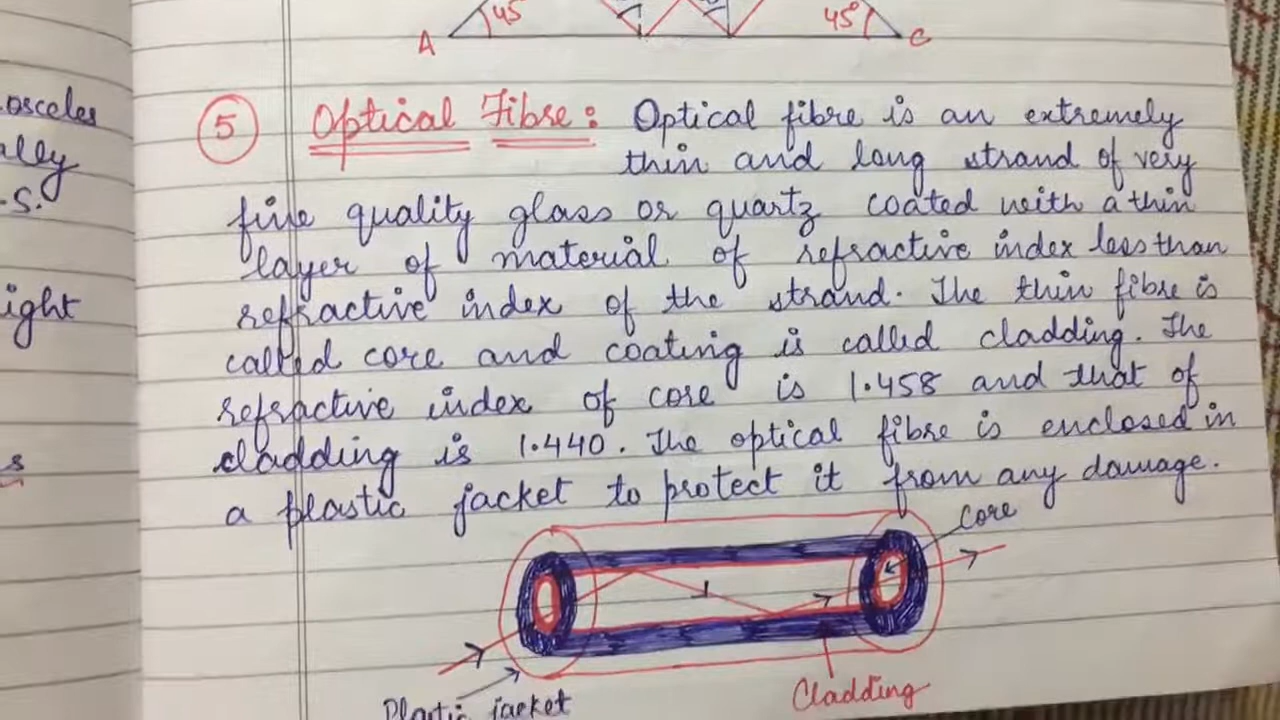 45°
45°
A
C
osceles
ally
.S.
ight
s
5 Optical Fibre: Optical fibre is an extremely
thin and long strand of very
fine quality glass or quartz coated with a thin
layer of material of refractive index less than
refractive index of the strand. The thin fibre is
called core and coating is called cladding. The
refractive index of core is 1.458 and that of
cladding is 1.440. The optical fibre is enclosed in
a plastic jacket to protect it from any damage.
core
Plastic jacket
Cladding